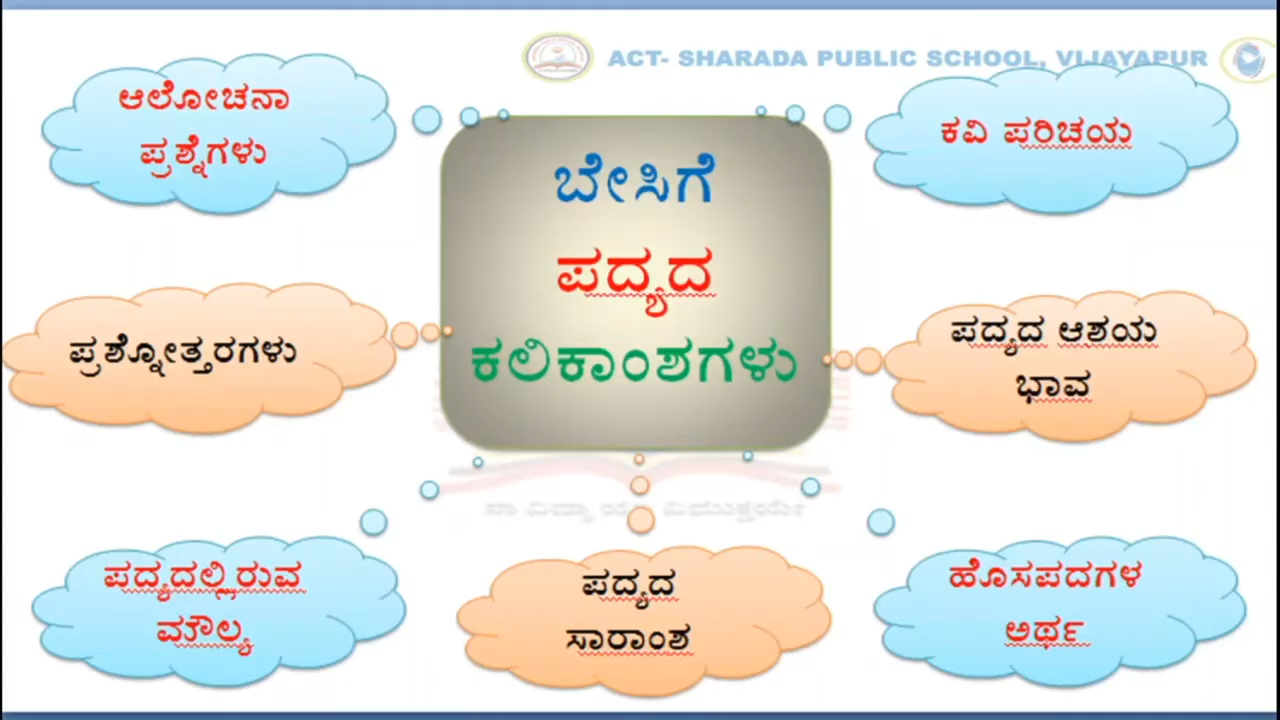 ACT- SHARADA PUBLIC SCHOOL, VIJAYAPUR
ಆಲೋಚನಾ
ಪ್ರಶ್ನೆಗಳು
ಬೇಸಿಗೆ
ಪದ್ಯದ
ಕಲಿಕಾಂಶಗಳು
ಕವಿ ಪರಿಚಯ
ಪ್ರಶ್ನೋತ್ತರಗಳು
ಪದ್ಯದ ಆಶಯ
ಭಾವ
ಪದ್ಯದಲ್ಲಿರುವ
ಮೌಲ್ಯ
ಪದ್ಯದ
ಸಾರಾಂಶ
ಹೊಸಪದಗಳ
ಅರ್ಥ